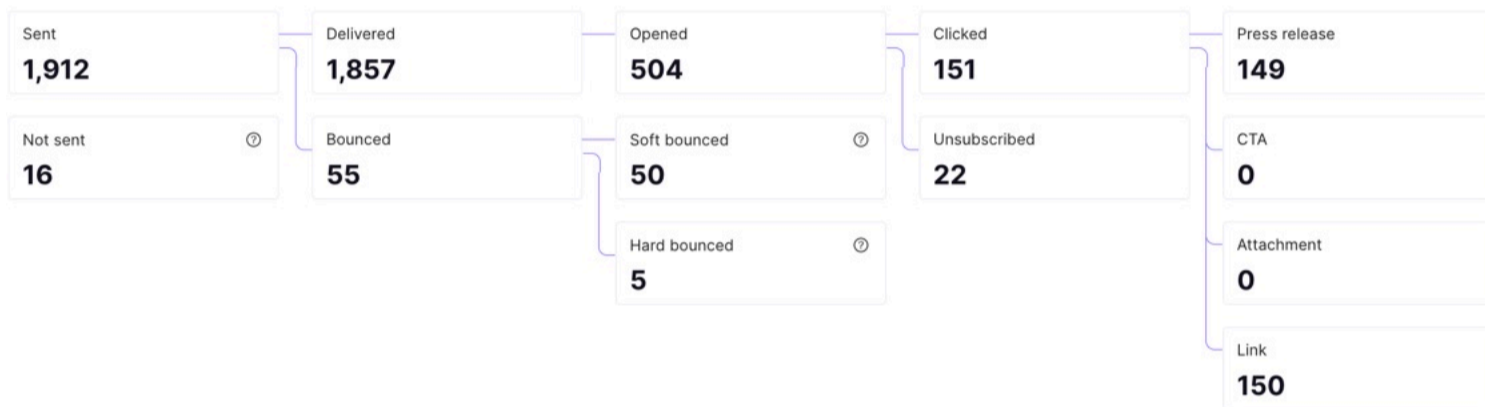 Sent
1,912
Delivered
1,857
Opened
504
Clicked
151
Press release
149
Not sent
16
Bounced
55
Soft bounced
50
Unsubscribed
22
CTA
0
Hard bounced
5
Attachment
0
Link
150